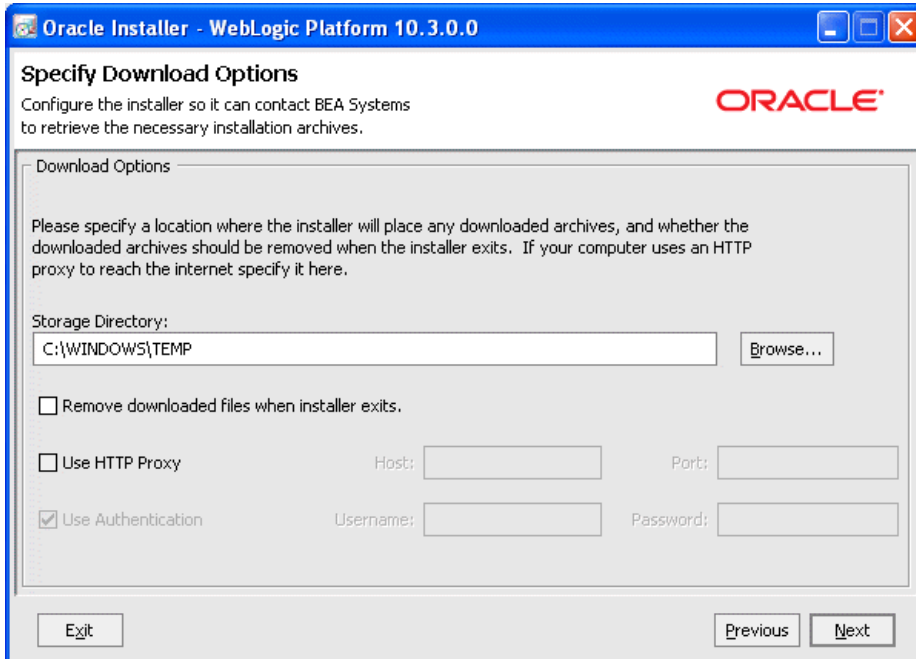 Oracle Installer - WebLogic Platform 10.3.0.0
Specify Download Options
Configure the installer so it can contact BEA Systems
to retrieve the necessary installation archives.
ORACLE
Download Options
Please specify a location where the installer will place any downloaded archives, and whether the
downloaded archives should be removed when the installer exits.  If your computer uses an HTTP
proxy to reach the internet specify it here.
Storage Directory:
C:\WINDOWS\TEMP
Browse...
Remove downloaded files when installer exits.
Use HTTP Proxy Host: Port:
Use Authentication Username: Password:
Exit Previous Next